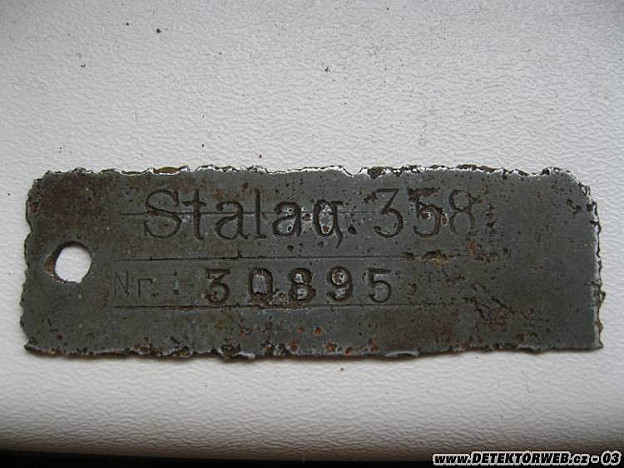 Stalag. 358
Nr.: 30895
www.DETEKTORWEB.cz - 03